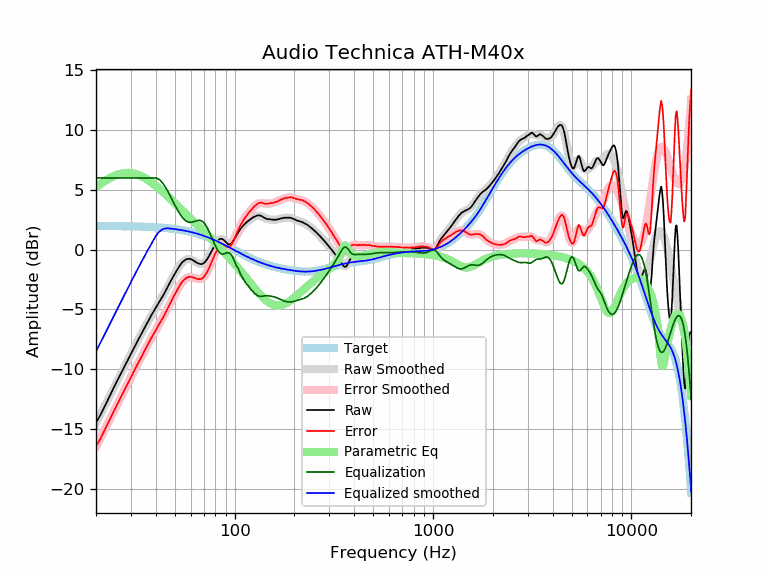 Audio Technica ATH-M40x
15
10
5
0
−5
−10
−15
−20
Amplitude (dBr)
Target
Raw Smoothed
Error Smoothed
Raw
Error
Parametric Eq
Equalization
Equalized smoothed
100
1000
10000
Frequency (Hz)